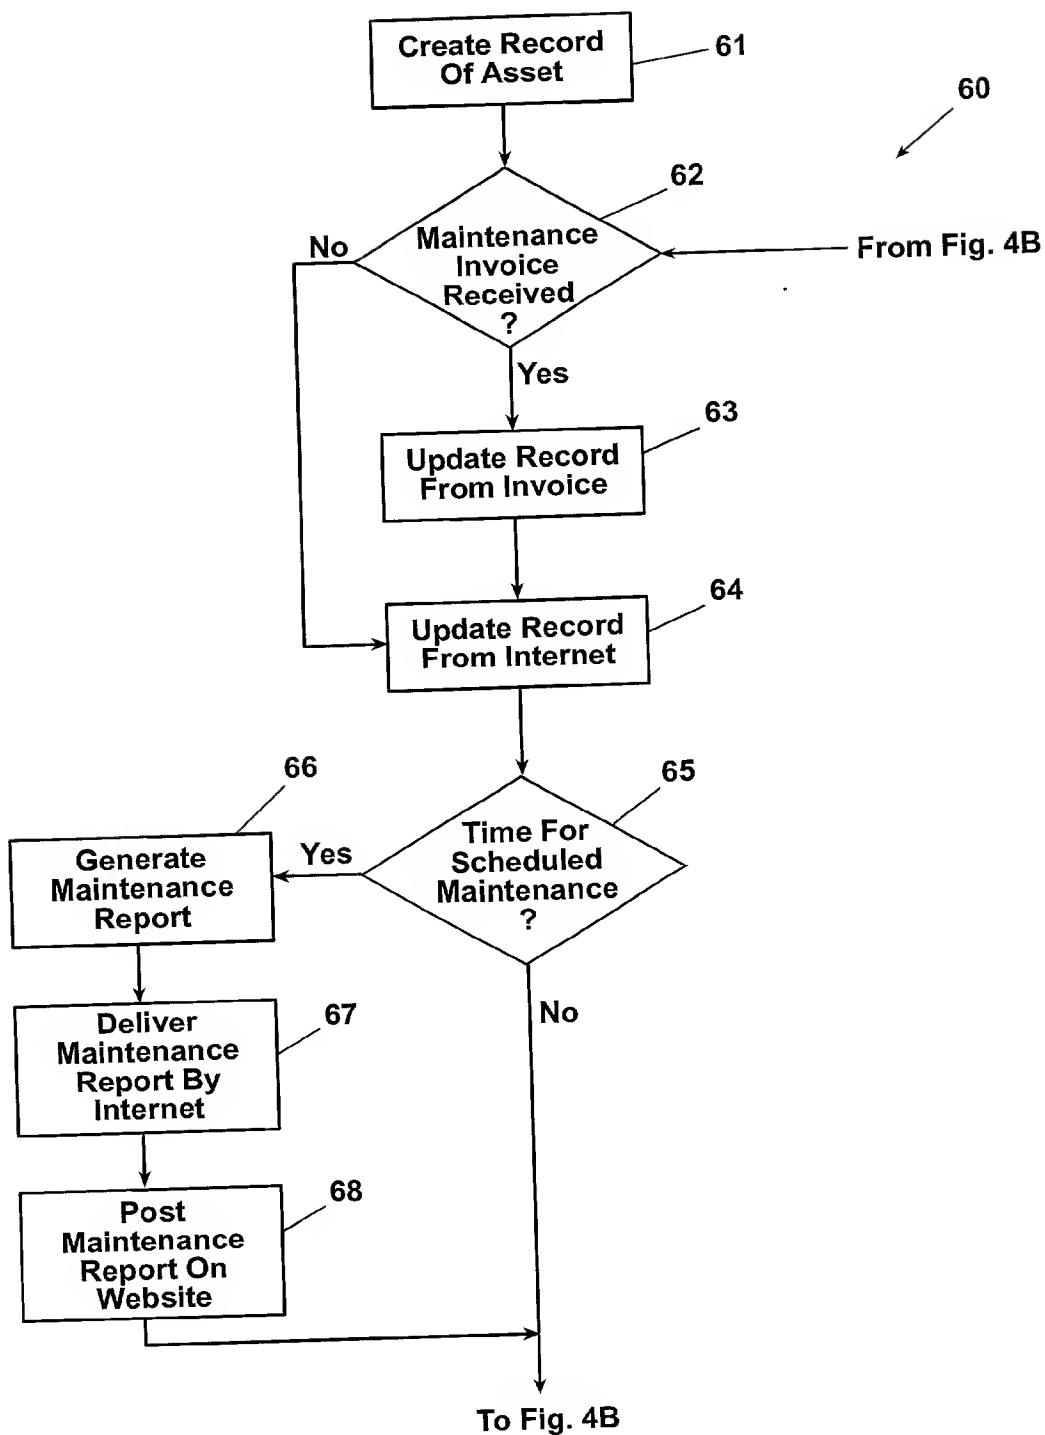 Create Record
Of Asset
61
60
62
No
Maintenance
Invoice
Received
?
From Fig. 4B
Yes
63
Update Record
From Invoice
64
Update Record
From Internet
66
65
Generate
Maintenance
Report
Yes
Time For
Scheduled
Maintenance
?
No
67
Deliver
Maintenance
Report By
Internet
68
Post
Maintenance
Report On
Website
To Fig. 4B